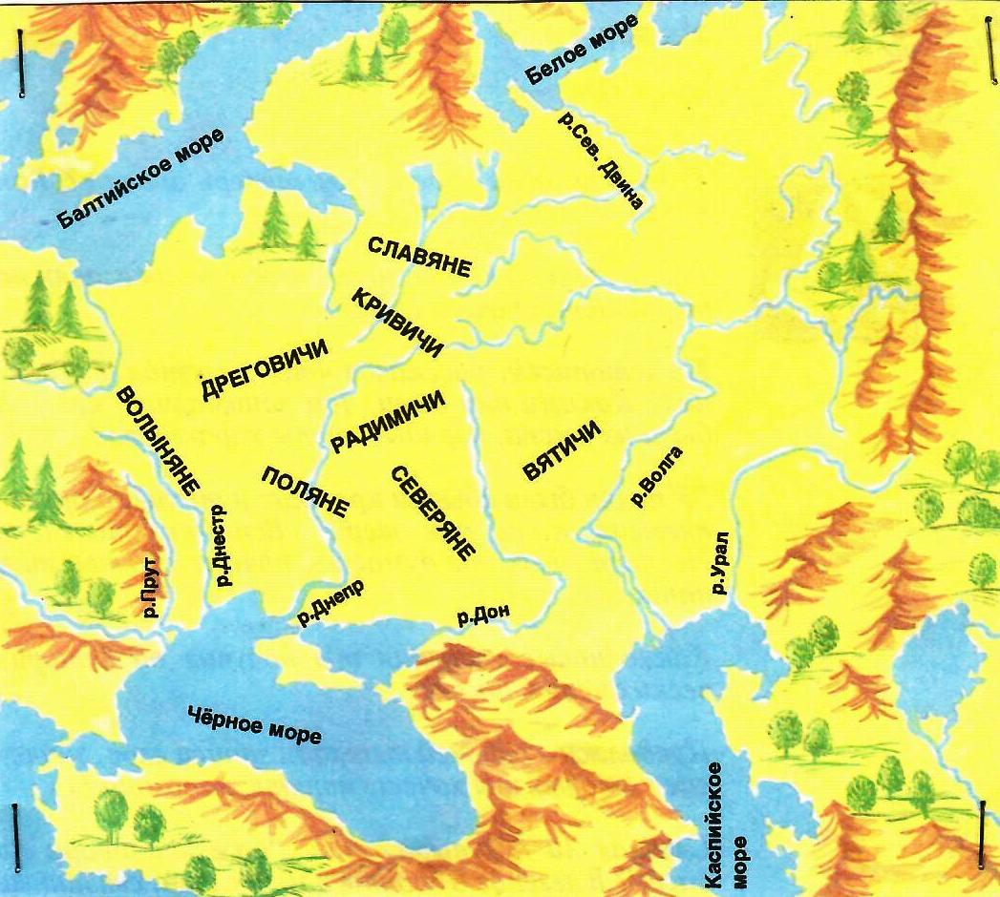 Белое море
р.Сев. Двина
Балтийское море
СЛАВЯНЕ
КРИВИЧИ
ДРЕГОВИЧИ
РАДИМИЧИ
ВОЛЫНЯНЕ
ПОЛЯНЕ
СЕВЕРЯНЕ
ВЯТИЧИ
р.Волга
р.Урал
р.Прут
р.Днестр
р.Днепр
р.Дон
Чёрное море
Каспийское
море